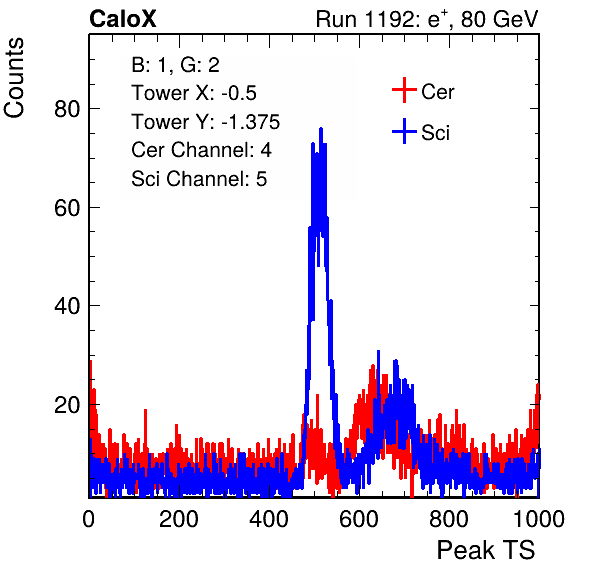 CaloX Run 1192: e⁺, 80 GeV
Counts
B: 1, G: 2
Tower X: -0.5
Tower Y: -1.375
Cer Channel: 4
Sci Channel: 5
Cer
Sci
80
60
40
20
0 200 400 600 800 1000
Peak TS